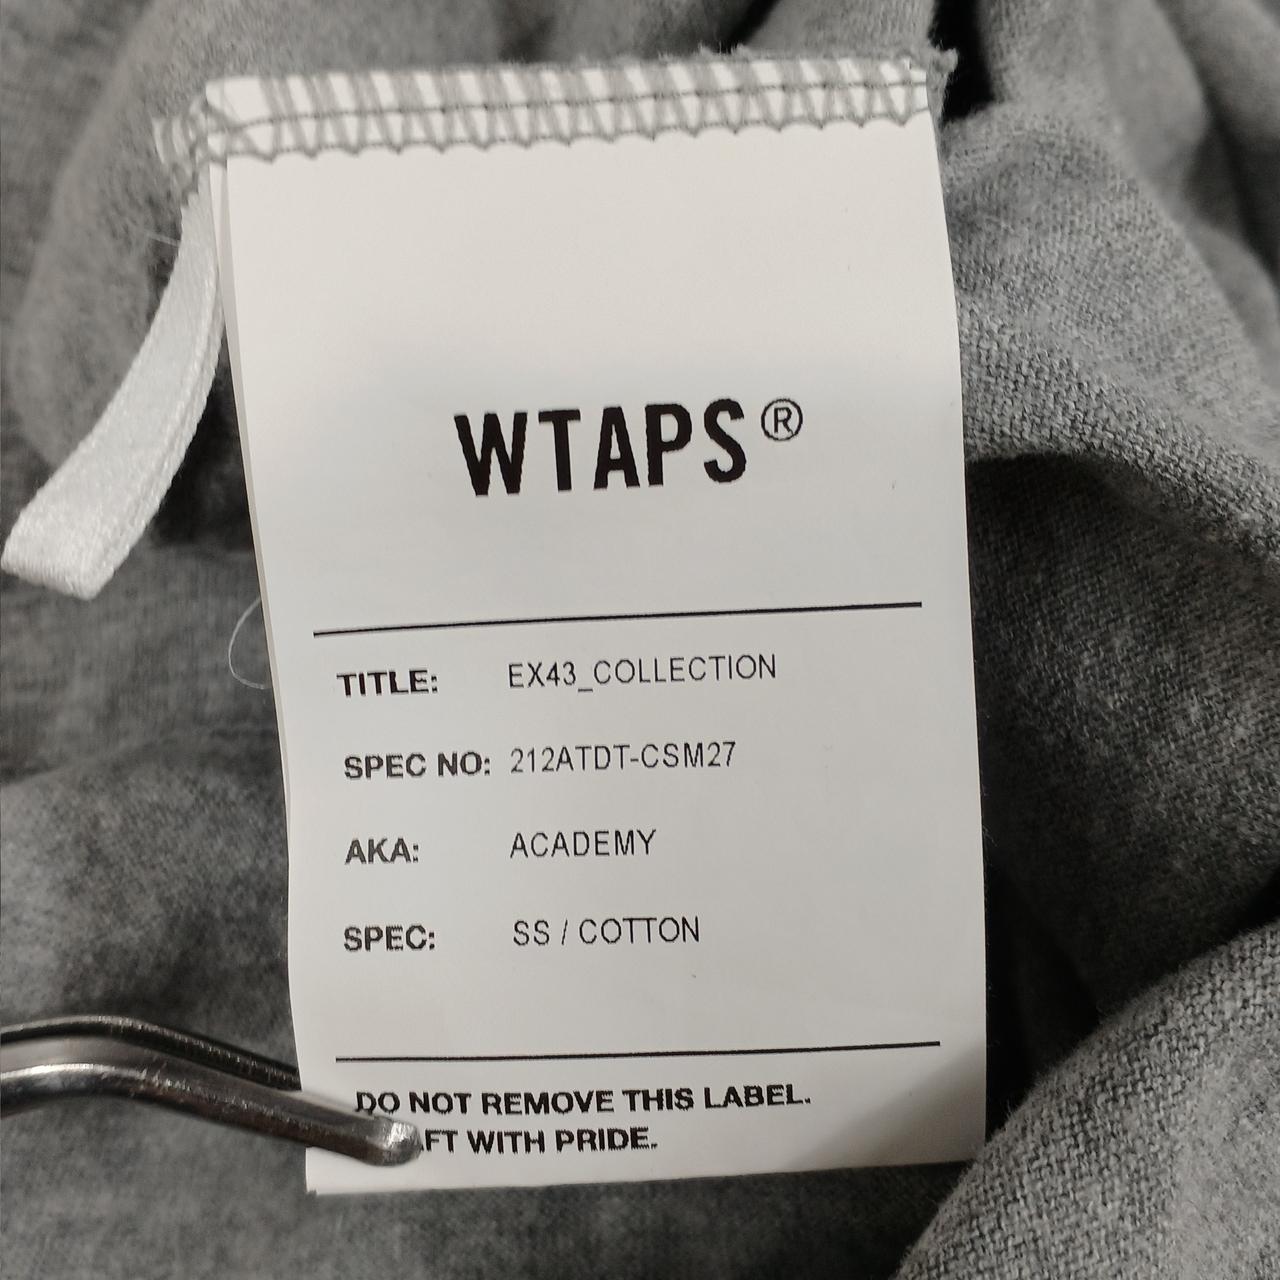 WTAPS®
TITLE: EX43_COLLECTION
SPEC NO: 212ATDT-CSM27
AKA: ACADEMY
SPEC: SS / COTTON
DO NOT REMOVE THIS LABEL.
WITH PRIDE.